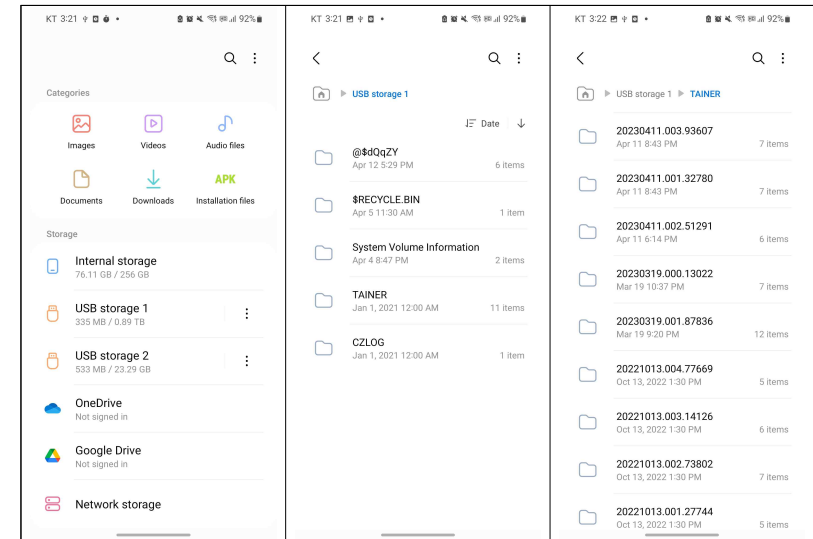 KT 3:21
92%
Categories
Images
Videos
Audio files
APK
Documents
Downloads
Installation files
Storage
Internal storage
76.11 GB / 256 GB
USB storage 1
335 MB / 0.89 TB
USB storage 2
533 MB / 23.29 GB
OneDrive
Not signed in
Google Drive
Not signed in
Network storage
KT 3:21
92%
USB storage 1
Date
@$dQqZY
Apr 12 5:29 PM 6 items
$RECYCLE.BIN
Apr 5 11:30 AM 1 item
System Volume Information
Apr 4 8:47 PM 2 items
TAINER
Jan 1, 2021 12:00 AM 11 items
CZLOG
Jan 1, 2021 12:00 AM 1 item
KT 3:22
92%
USB storage 1 TAINER
20230411.003.93607
Apr 11 8:43 PM 7 items
20230411.001.32780
Apr 11 8:43 PM 7 items
20230411.002.51291
Apr 11 6:14 PM 6 items
20230319.000.13022
Mar 19 10:37 PM 7 items
20230319.001.87836
Mar 19 9:20 PM 12 items
20221013.004.77669
Oct 13, 2022 1:30 PM 5 items
20221013.003.14126
Oct 13, 2022 1:30 PM 6 items
20221013.002.73802
Oct 13, 2022 1:30 PM 7 items
20221013.001.27744
Oct 13, 2022 1:30 PM 5 items